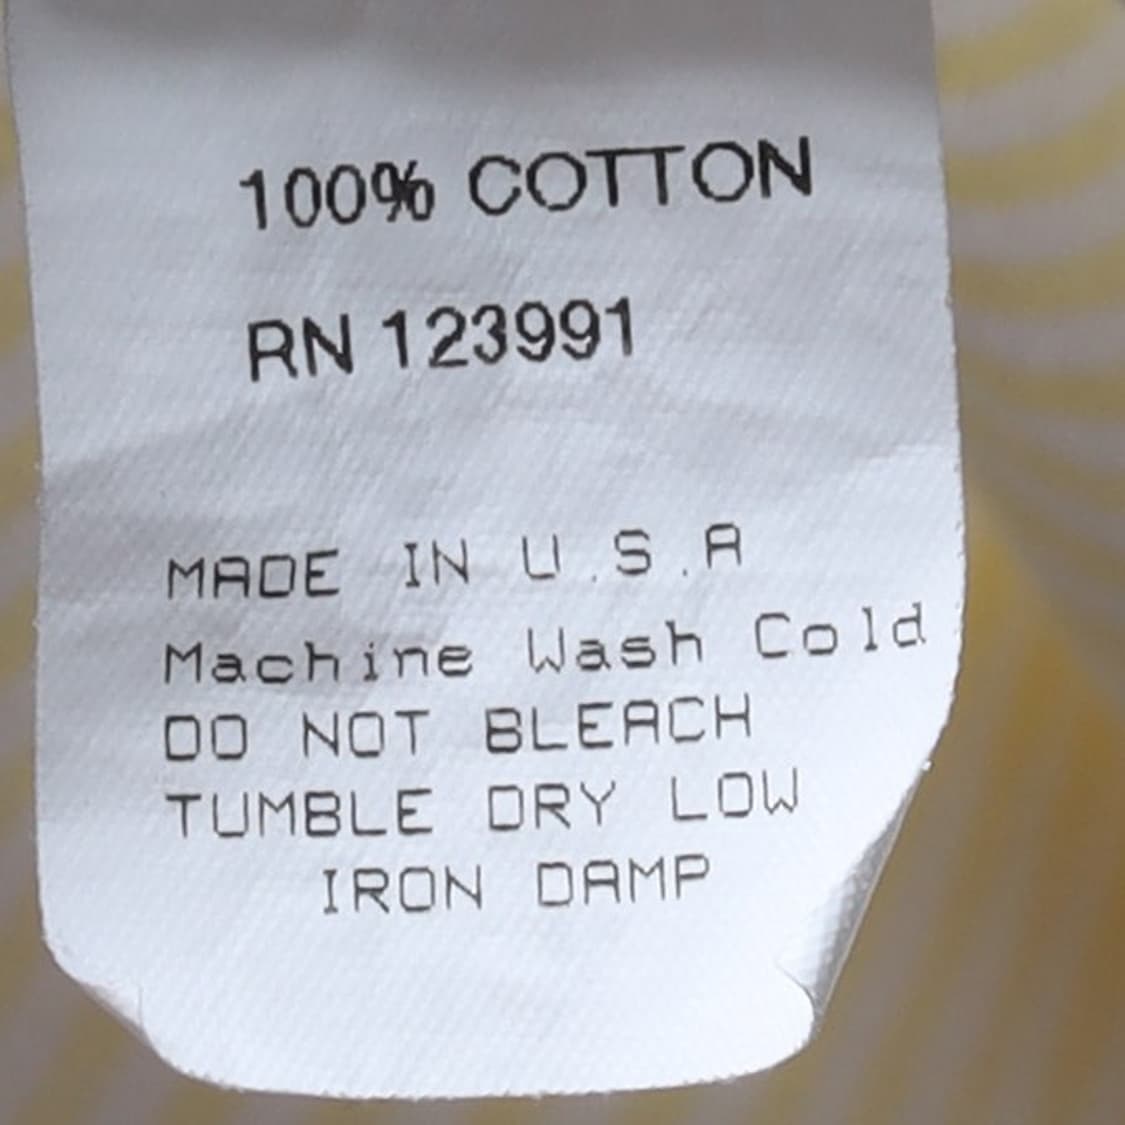 100% COTTON
RN 123991
MADE IN U.S.A
Machine Wash Cold
DO NOT BLEACH
TUMBLE DRY LOW
IRON DAMP